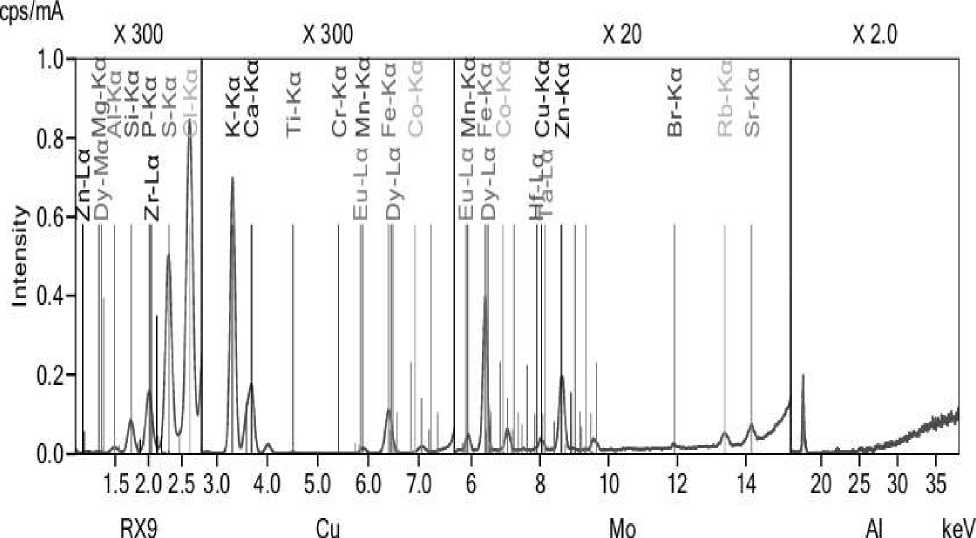 cps/mA
X 300 X 300 X 20 X 2.0
1.0
0.8
0.6
0.4
0.2
0.0
Intensity
Zn-Lα
Dy-Mα
Mg-Kα
Al-Kα
Si-Kα
P-Kα
Zr-Lα
S-Kα
Cl-Kα
K-Kα
Ca-Kα
Ti-Kα
Cr-Kα
Mn-Kα
Eu-Lα
Fe-Kα
Dy-Lα
Co-Kα
Mn-Kα
Eu-Lα
Fe-Kα
Dy-Lα
Co-Kα
Cu-Kα
Hf-Lα
Ta-Lα
Zn-Kα
Br-Kα
Rb-Kα
Sr-Kα
1.5 2.0 2.5 3.0 4.0 5.0 6.0 7.0 6 8 10 12 14 20 25 30 35
RX9 Cu Mo Al keV